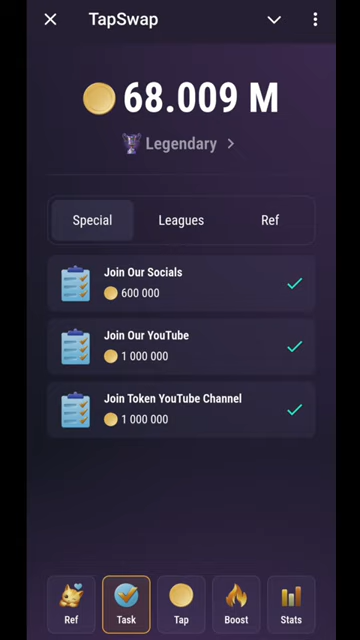 TapSwap
68.009 M
Legendary
Special Leagues Ref
Join Our Socials
600 000
Join Our YouTube
1 000 000
Join Token YouTube Channel
1 000 000
Ref Task Tap Boost Stats